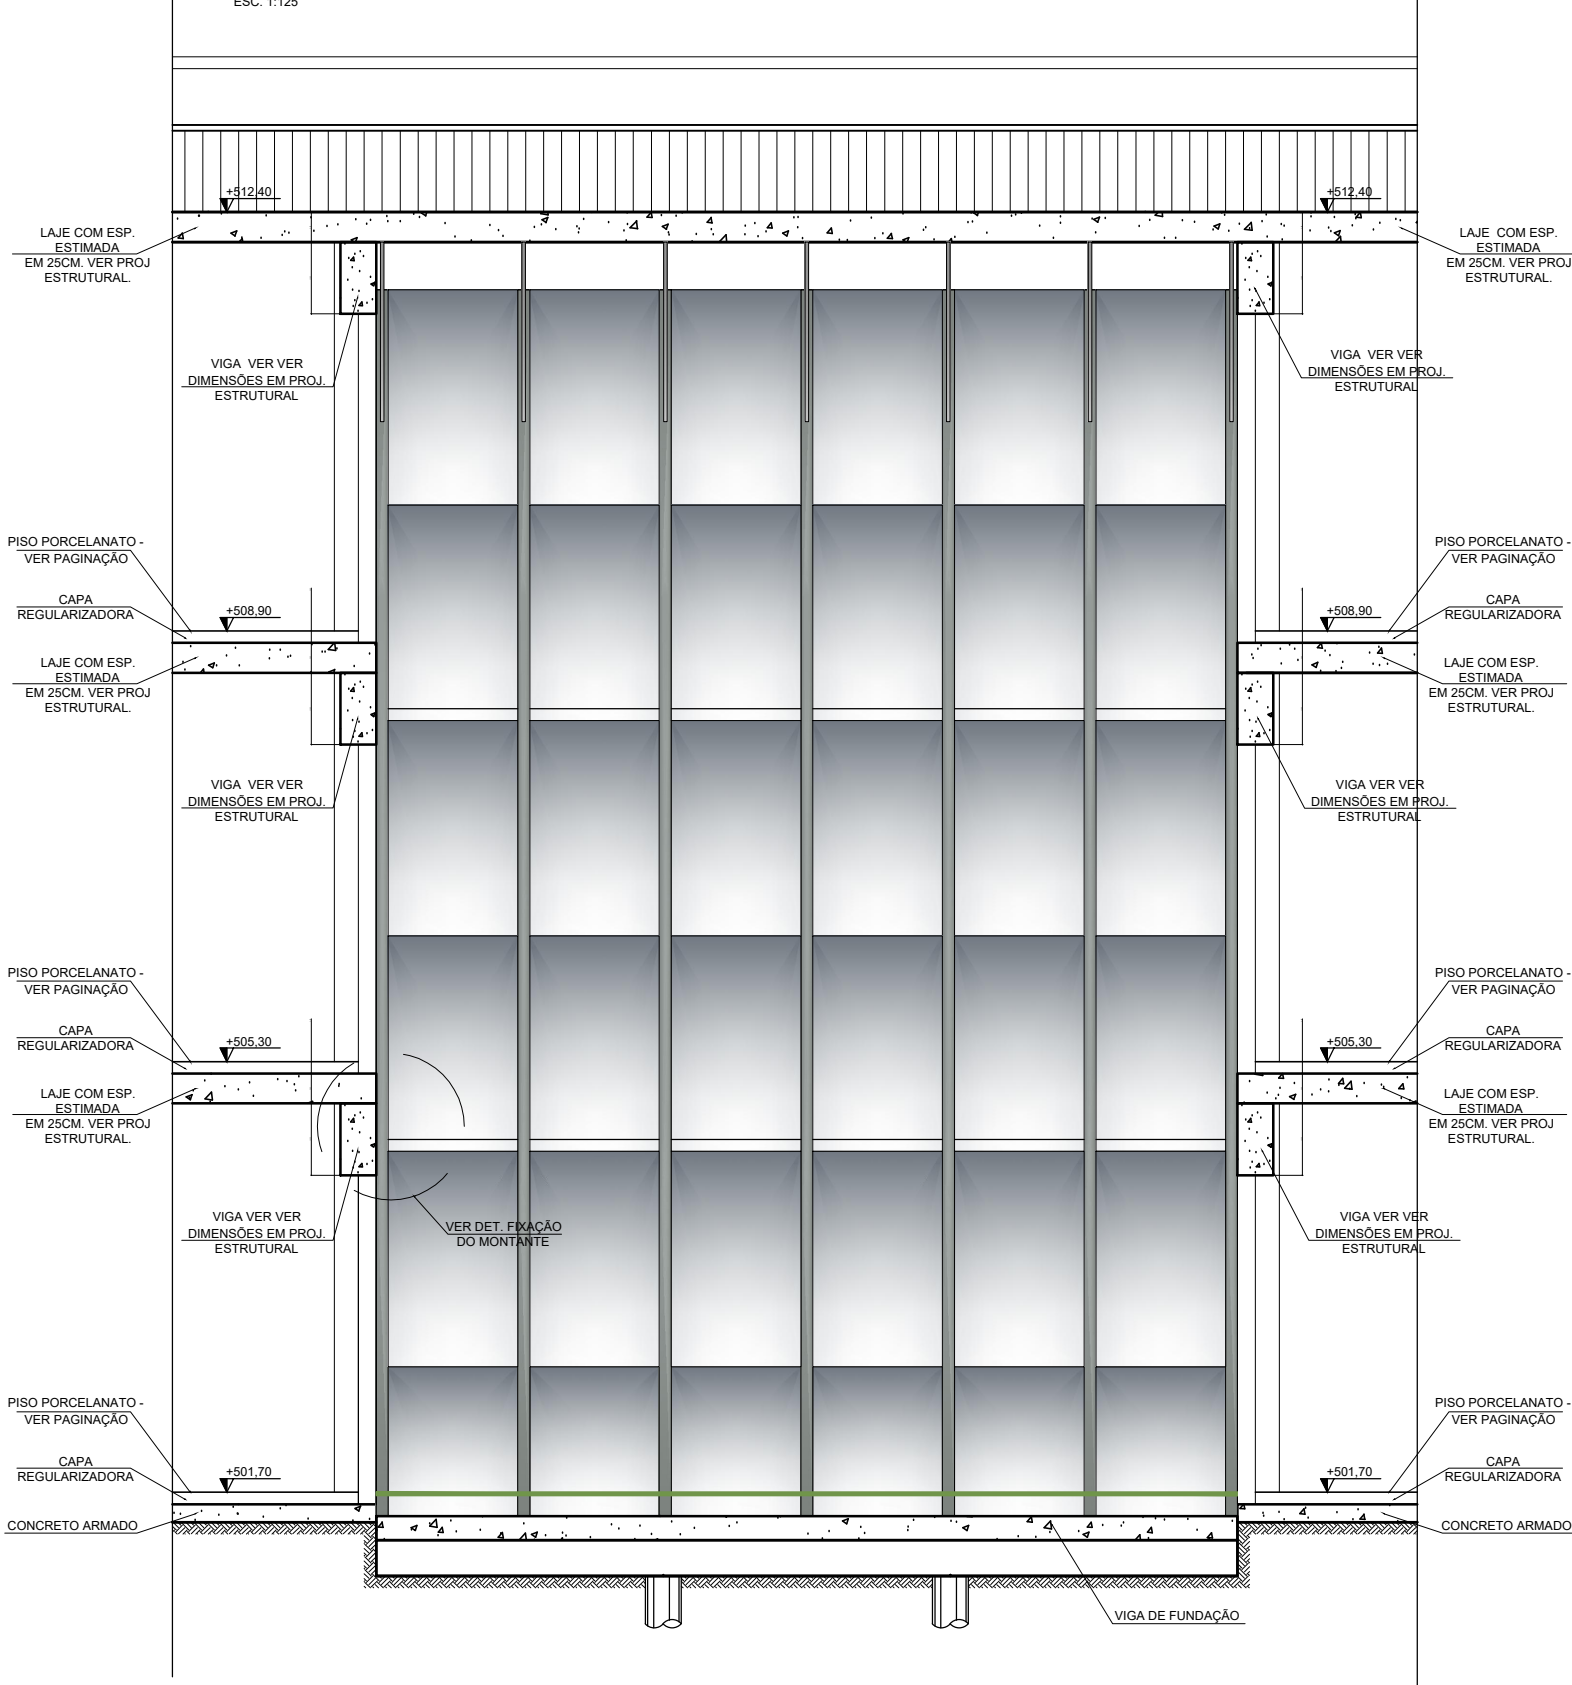 ESC. 1:125
+512,40
+512,40
LAJE COM ESP.
ESTIMADA
EM 25CM. VER PROJ
ESTRUTURAL.
LAJE COM ESP.
ESTIMADA
EM 25CM. VER PROJ
ESTRUTURAL.
VIGA VER VER
DIMENSÕES EM PROJ.
ESTRUTURAL
VIGA VER VER
DIMENSÕES EM PROJ.
ESTRUTURAL
PISO PORCELANATO -
VER PAGINAÇÃO
PISO PORCELANATO -
VER PAGINAÇÃO
CAPA
REGULARIZADORA
+508,90
+508,90
CAPA
REGULARIZADORA
LAJE COM ESP.
ESTIMADA
EM 25CM. VER PROJ
ESTRUTURAL.
LAJE COM ESP.
ESTIMADA
EM 25CM. VER PROJ
ESTRUTURAL.
VIGA VER VER
DIMENSÕES EM PROJ.
ESTRUTURAL
VIGA VER VER
DIMENSÕES EM PROJ.
ESTRUTURAL
PISO PORCELANATO -
VER PAGINAÇÃO
PISO PORCELANATO -
VER PAGINAÇÃO
CAPA
REGULARIZADORA
+505,30
+505,30
CAPA
REGULARIZADORA
LAJE COM ESP.
ESTIMADA
EM 25CM. VER PROJ
ESTRUTURAL.
LAJE COM ESP.
ESTIMADA
EM 25CM. VER PROJ
ESTRUTURAL.
VIGA VER VER
DIMENSÕES EM PROJ.
ESTRUTURAL
VER DET. FIXAÇÃO
DO MONTANTE
VIGA VER VER
DIMENSÕES EM PROJ.
ESTRUTURAL
PISO PORCELANATO -
VER PAGINAÇÃO
PISO PORCELANATO -
VER PAGINAÇÃO
CAPA
REGULARIZADORA
+501,70
+501,70
CAPA
REGULARIZADORA
CONCRETO ARMADO
CONCRETO ARMADO
VIGA DE FUNDAÇÃO